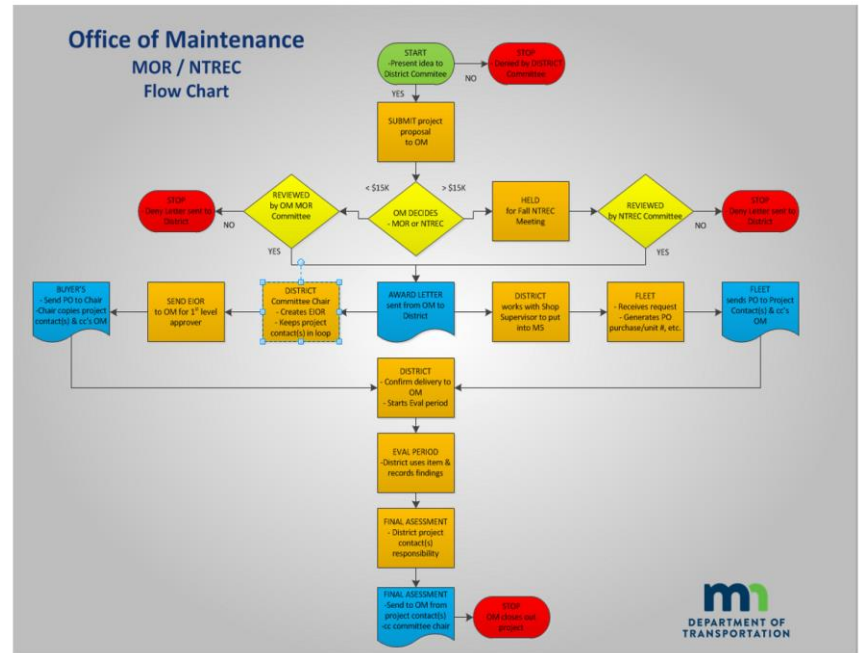 Office of Maintenance
MOR / NTREC
Flow Chart
START
-Present idea to
District Commitee
STOP
Denied by DISTRICT
Committee
NO
YES
SUBMIT project
proposal
to OM
< $15K
> $15K
STOP
Deny letter sent to
District
NO
REVIEWED
by OM MOR
Committee
OM DECIDES
- MOR or NTREC
HELD
for Fall NTREC
Meeting
REVIEWED
by NTREC Committee
NO
STOP
Deny letter sent to
District
YES
YES
BUYER'S
- Send PO to Chair
-Chair copies project
contact(s) & cc's OM
SEND EIOR
to OM for 1st level
approver
DISTRICT
Committee Chair
- Creates EIOR
- Keeps project
contact(s) in loop
AWARD LETTER
sent from OM to
District
DISTRICT
works with Shop
Supervisor to put
into M5
FLEET
- Receives request
- Generates PO
purchase/unit #, etc.
FLEET
sends PO to Project
Contact(s) & cc's
OM
DISTRICT
- Confirm delivery to
OM
- Starts Eval period
EVAL PERIOD
-District uses item &
records findings
FINAL ASESSMENT
- District project
contact(s)
responsibility
FINAL ASESSMENT
-Send to OM from
project contact(s)
-cc committee chair
STOP
OM closes out
project
DEPARTMENT OF
TRANSPORTATION